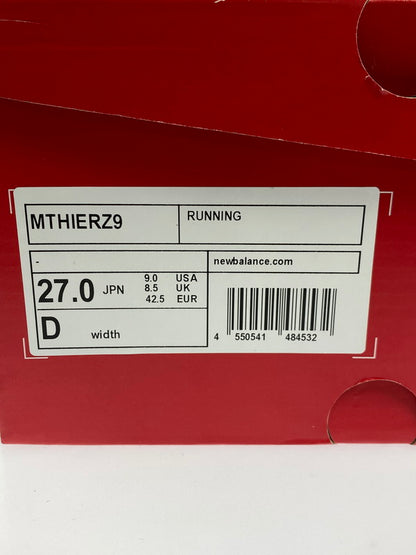 MTHIERZ9
RUNNING
-
newbalance.com
27.0 JPN
9.0 USA
8.5 UK
42.5 EUR
D width
4 550541 484532